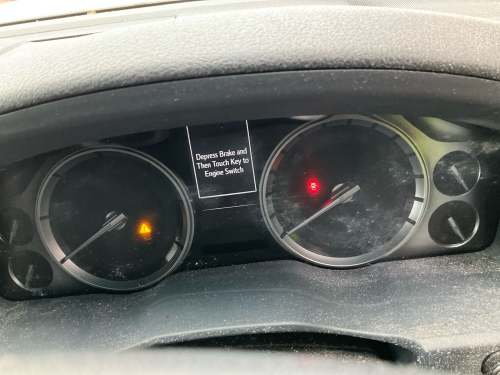 Depress Brake and
Then Touch Key to
Engine Switch